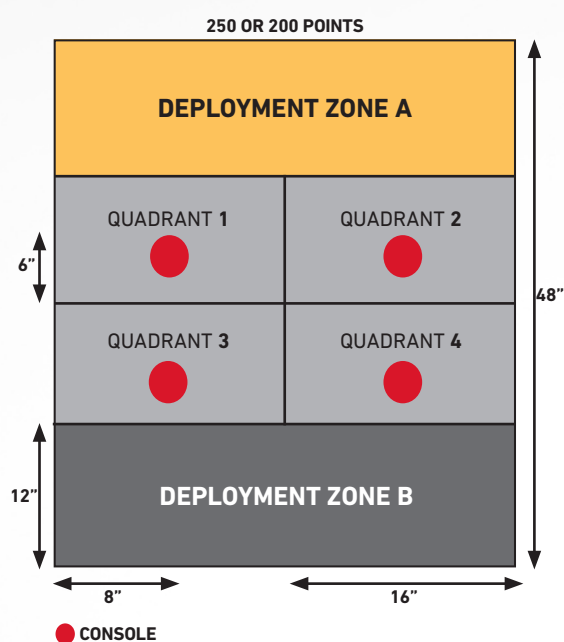 250 OR 200 POINTS
DEPLOYMENT ZONE A
QUADRANT 1
QUADRANT 2
6”
48”
QUADRANT 3
QUADRANT 4
12”
DEPLOYMENT ZONE B
8”
16”
CONSOLE